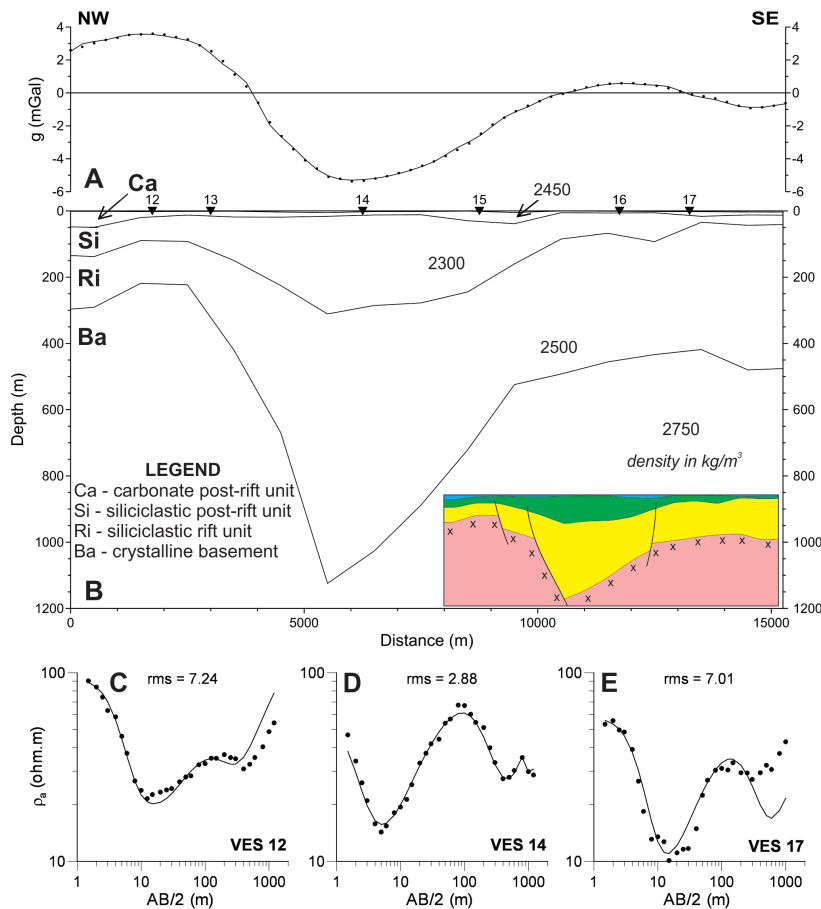 NW
SE
4
4
2
2
0
0
-2
-2
-4
-4
-6
-6
g (mGal)
A
Ca
12
13
14
15
16
17
2450
0
0
Si
200
200
2300
Ri
Ba
400
400
2500
600
600
2750
density in kg/m³
800
800
1000
1000
1200
1200
Depth (m)
LEGEND
Ca - carbonate post-rift unit
Si - siliciclastic post-rift unit
Ri - siliciclastic rift unit
Ba - crystalline basement
x x x x x x x x x x x x x x x x
B
0
5000
10000
15000
Distance (m)
100
10
ρa (ohm.m)
C
rms = 7.24
VES 12
1
10
100
1000
AB/2 (m)
100
10
D
rms = 2.88
VES 14
1
10
100
1000
AB/2 (m)
100
10
E
rms = 7.01
VES 17
1
10
100
1000
AB/2 (m)